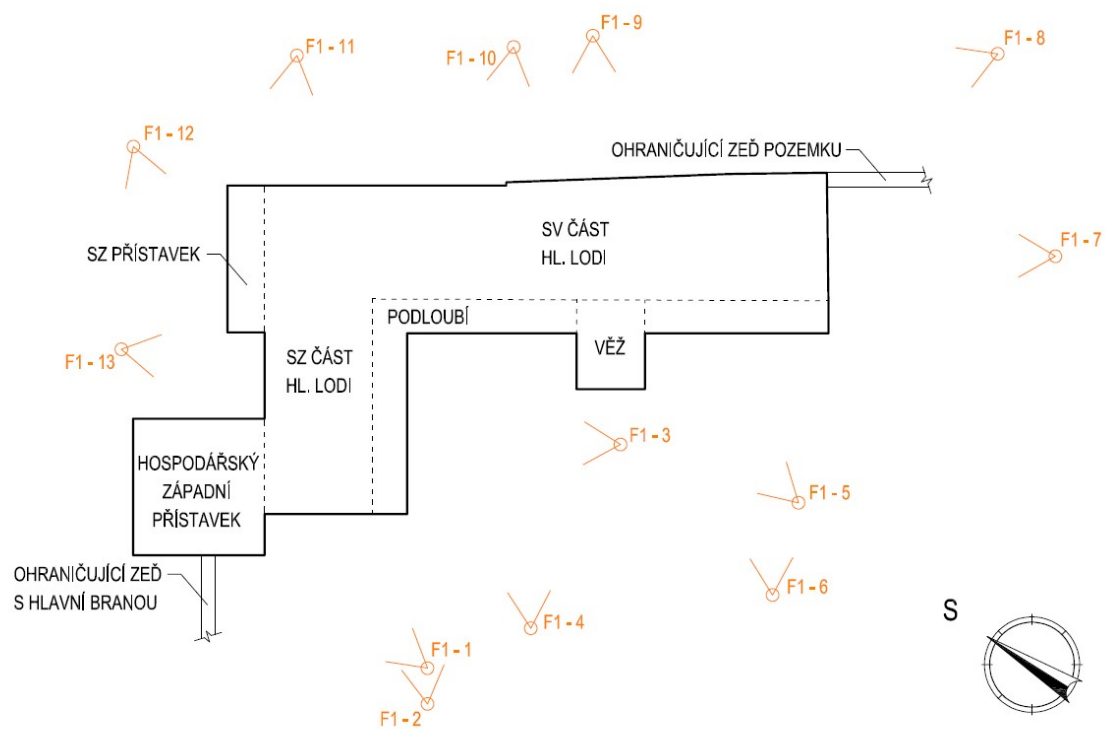 F1 - 9
F1 - 11
F1 - 10
F1 - 8
F1 - 12
OHRANIČUJÍCÍ ZEĎ POZEMKU
SV ČÁST
HL. LODI
SZ PŘÍSTAVEK
F1 - 7
PODLOUBÍ
VĚŽ
F1 - 13
SZ ČÁST
HL. LODI
F1 - 3
HOSPODÁŘSKÝ
ZÁPADNÍ
PŘÍSTAVEK
F1 - 5
OHRANIČUJÍCÍ ZEĎ
S HLAVNÍ BRANOU
F1 - 6
F1 - 4
S
F1 - 1
F1 - 2